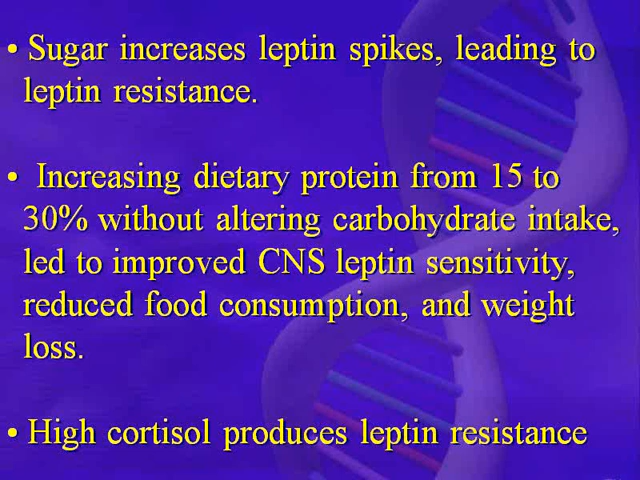 • Sugar increases leptin spikes, leading to
leptin resistance.
• Increasing dietary protein from 15 to
30% without altering carbohydrate intake,
led to improved CNS leptin sensitivity,
reduced food consumption, and weight
loss.
• High cortisol produces leptin resistance